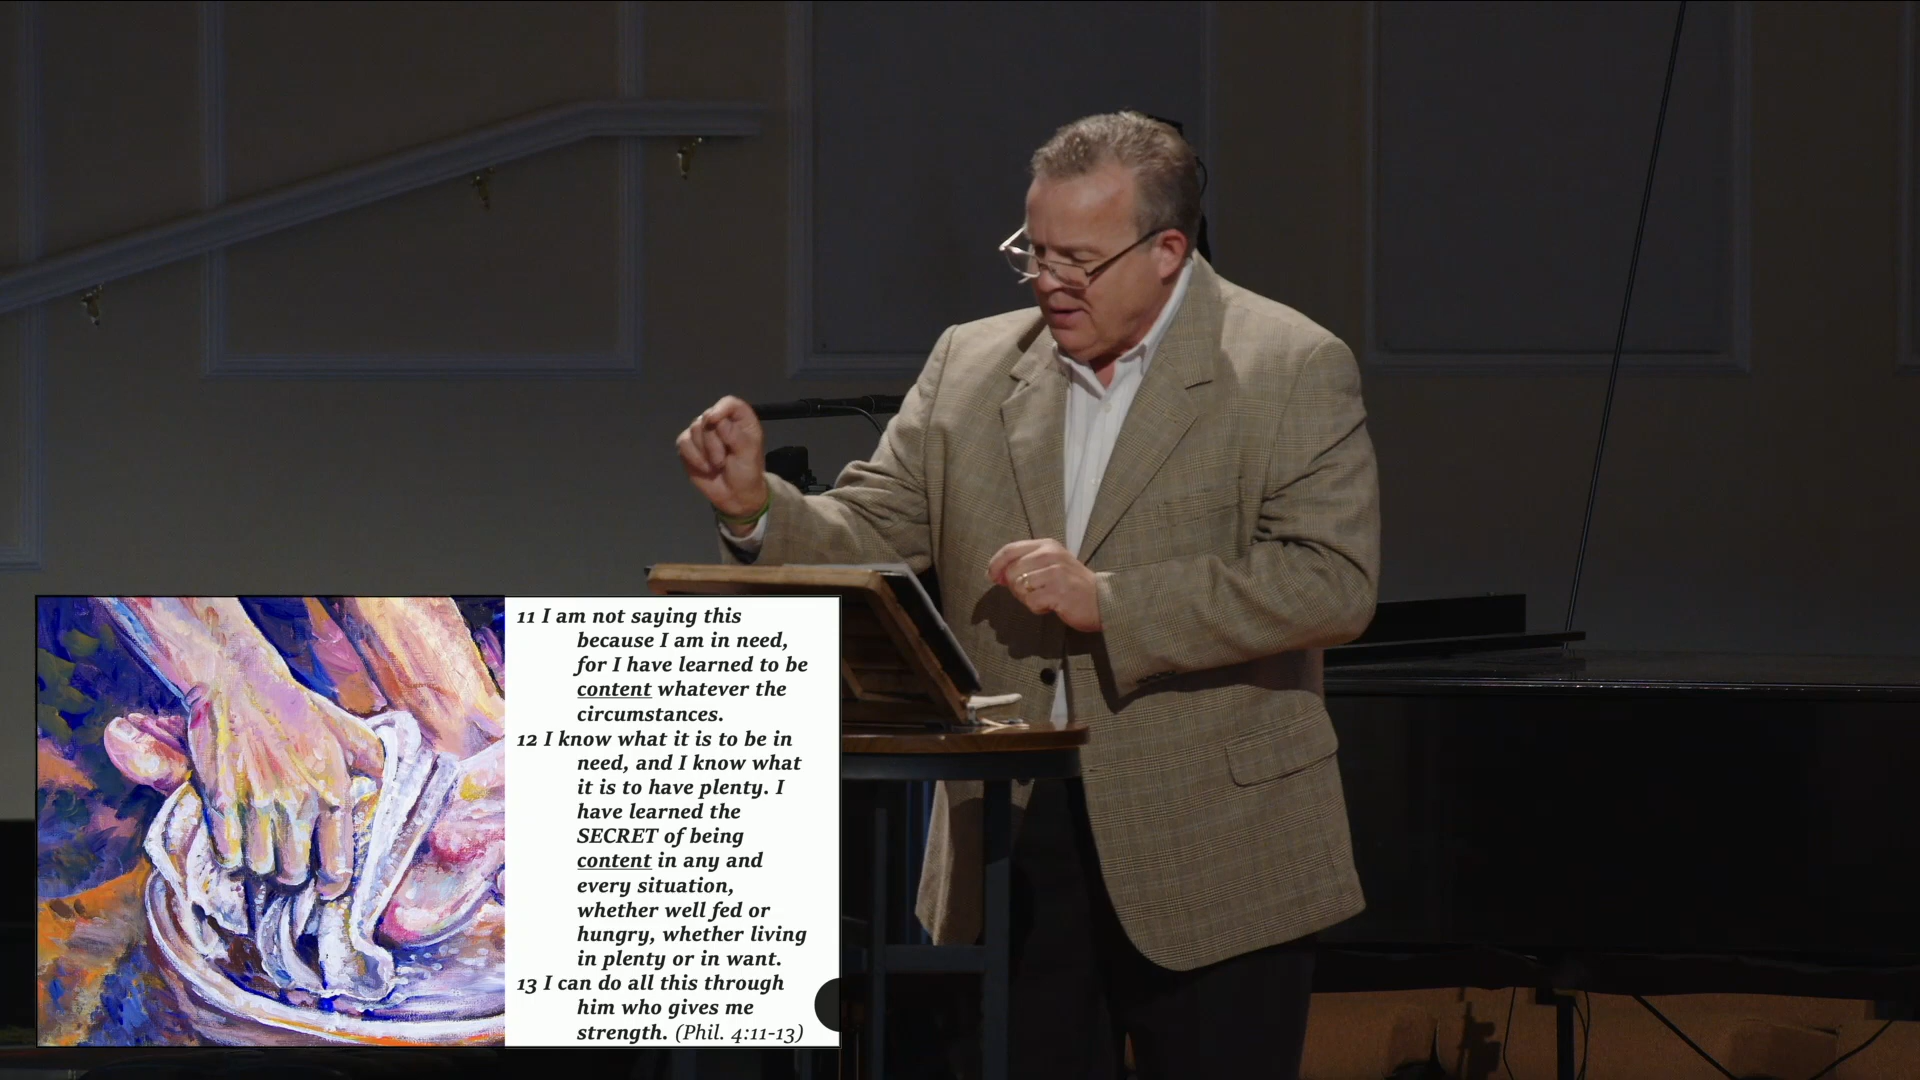 11 I am not saying this
because I am in need,
for I have learned to be
content whatever the
circumstances.
12 I know what it is to be in
need, and I know what
it is to have plenty. I
have learned the
SECRET of being
content in any and
every situation,
whether well fed or
hungry, whether living
in plenty or in want.
13 I can do all this through
him who gives me
strength. (Phil. 4:11-13)